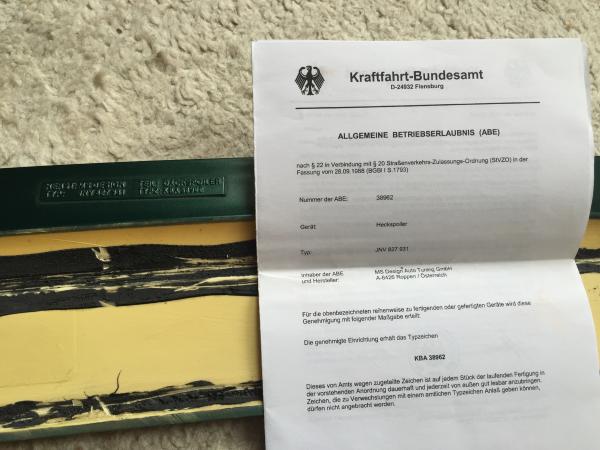 Kraftfahrt-Bundesamt
D-24932 Flensburg
ALLGEMEINE BETRIEBSERLAUBNIS (ABE)
nach § 22 in Verbindung mit § 20 Straßenverkehrs-Zulassungs-Ordnung (StVZO) in der
Fassung vom 28.09.1988 (BGBl I S.1793)
Nummer der ABE: 38962
Gerät: Heckspoiler
Typ: JNV 827 931
Inhaber der ABE MS Design Auto Tuning GmbH
und Hersteller: A-6426 Roppen / Österreich
Für die obenbezeichneten reihenweise zu fertigenden oder gefertigten Geräte wird diese
Genehmigung mit folgender Maßgabe erteilt:
Die genehmigte Einrichtung erhält das Typzeichen
KBA 38962
Dieses von Amts wegen zugeteilte Zeichen ist auf jedem Stück der laufenden Fertigung in
der vorstehenden Anordnung dauerhaft und jederzeit von außen gut lesbar anzubringen.
Zeichen, die zu Verwechslungen mit einem amtlichen Typzeichen Anlaß geben können,
dürfen nicht angebracht werden.